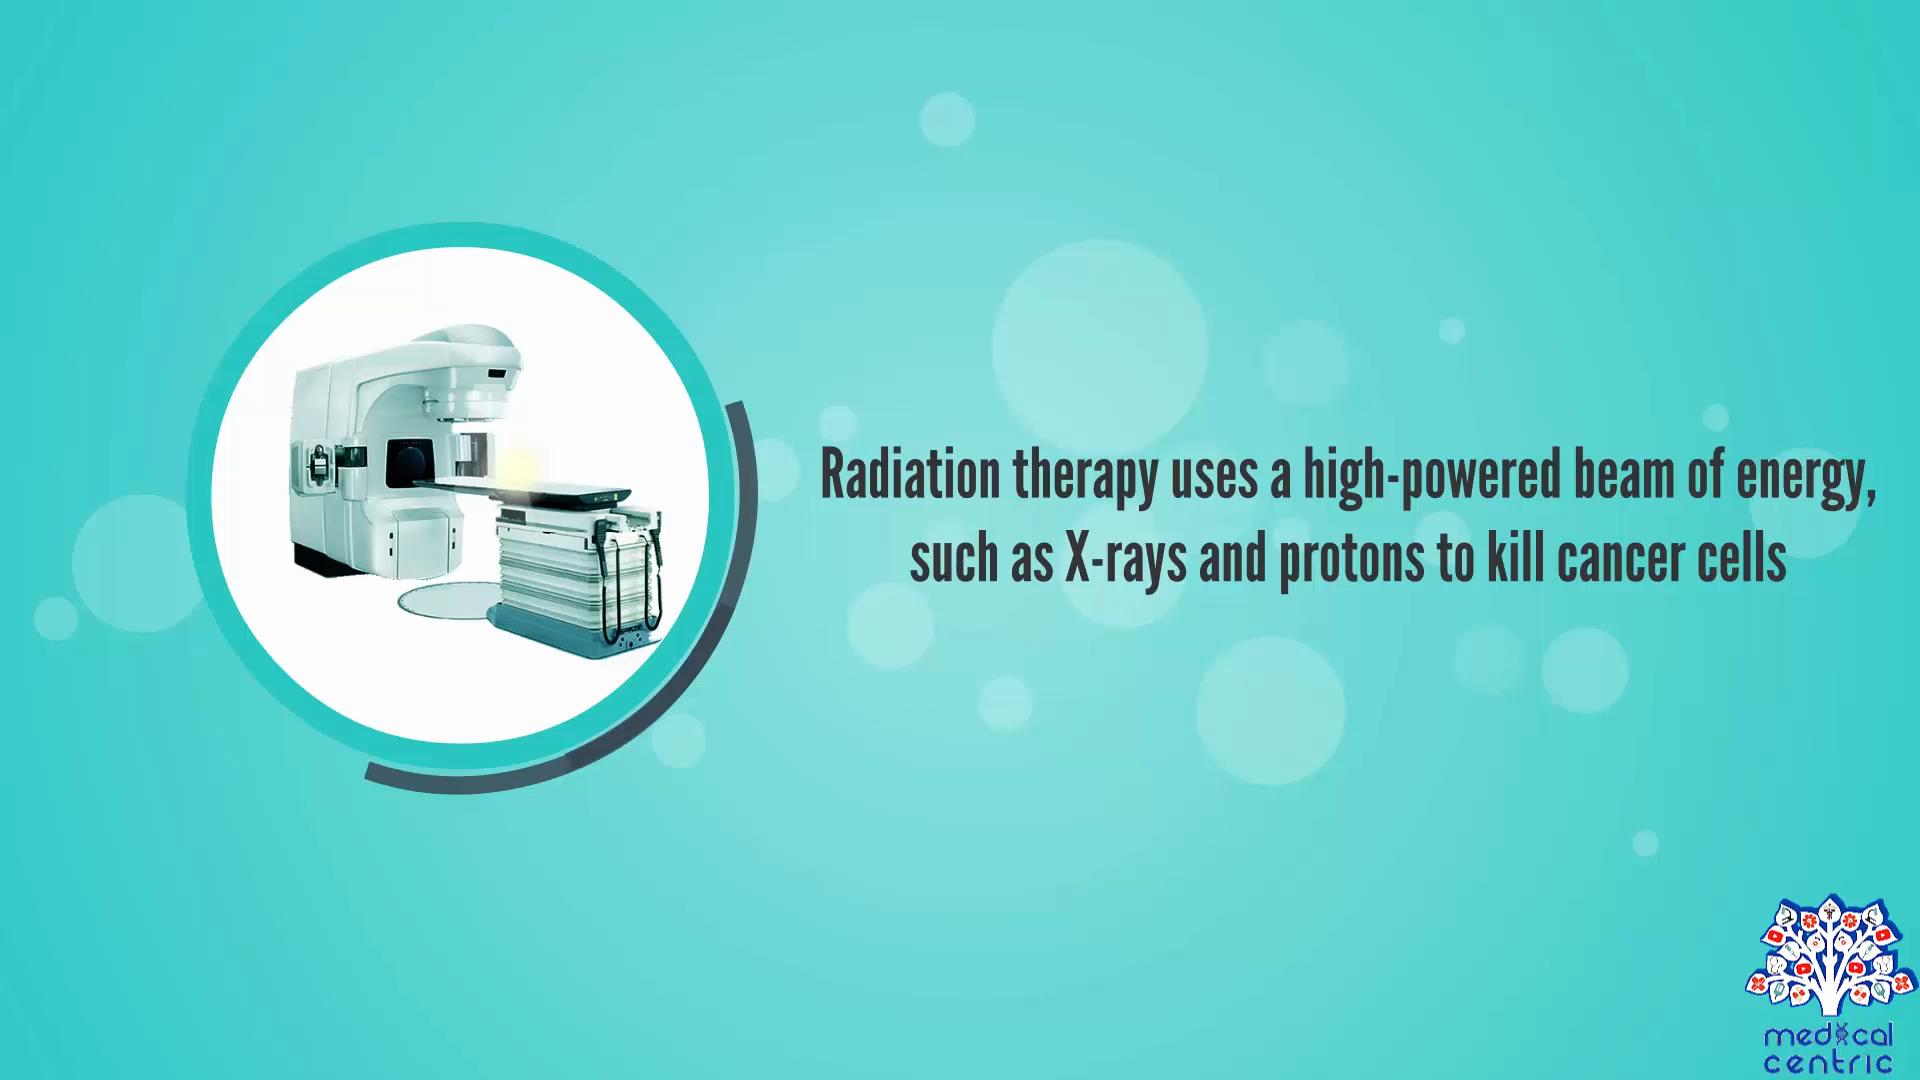 Radiation therapy uses a high-powered beam of energy,
such as X-rays and protons to kill cancer cells
medical
centric